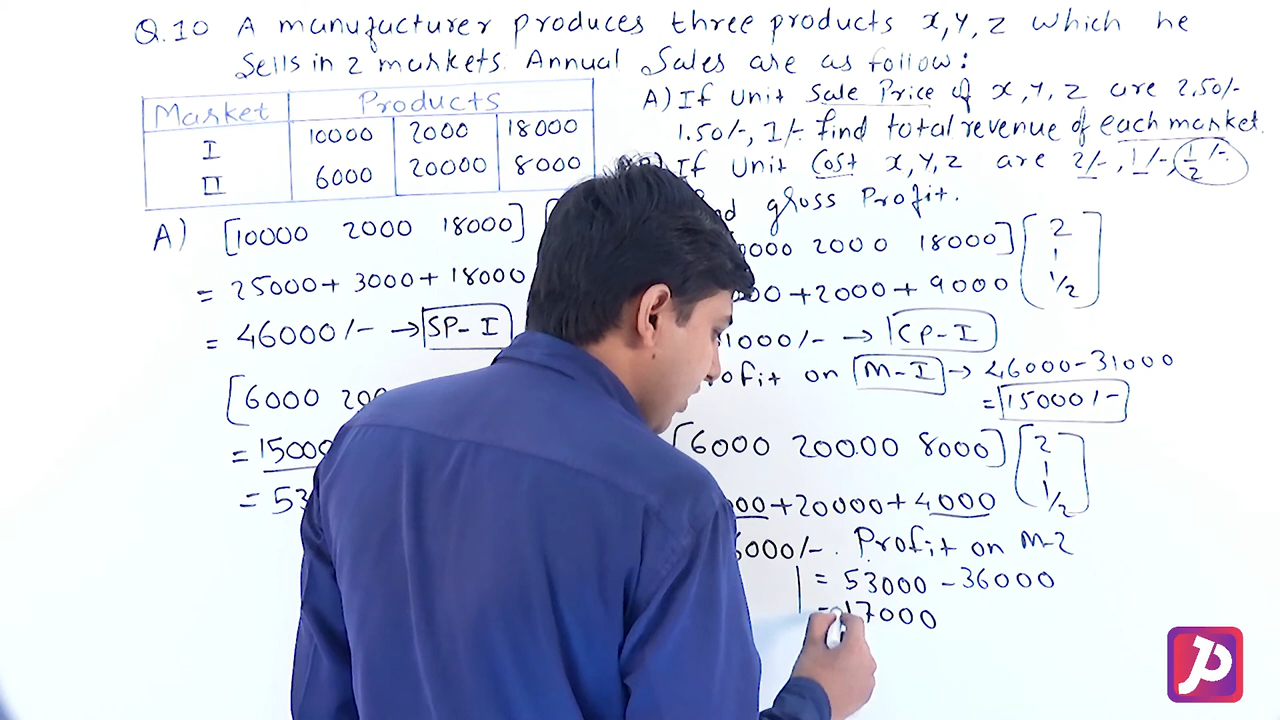 Q.10 A manufacturer produces three products X, Y, Z which he
sells in 2 markets. Annual Sales are as follow:
Market Products
I 10000 2000 18000
II 6000 20000 8000
A) If unit sale Price of x, Y, Z are 2.50/-
1.50/-, 1/- find total revenue of each market.
If unit Cost x, Y, Z are 2/-, 1/-, 1/2 /-
gross Profit.
A) [10000 2000 18000]
= 25000 + 3000 + 18000
= 46000/- → SP-I
[6000
= 15000
= 53
2000 18000] [2 1 1/2]
+2000 + 9000
1000/- → CP-I
on M-I → 46000-31000
= 15000/-
[6000 20000 8000] [2 1 1/2]
+20000+4000
6000/-. Profit on M-2
= 53000 - 36000
= 17000